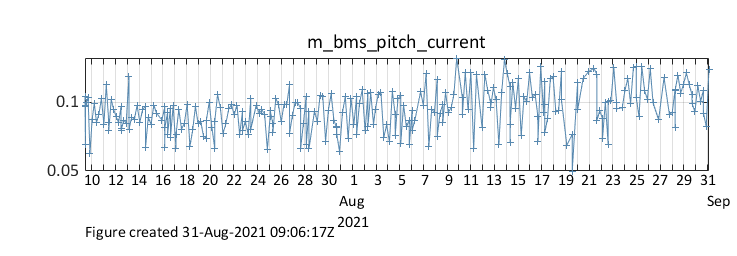 m_bms_pitch_current
0.1
0.05
10 12 14 16 18 20 22 24 26 28 30 1 3 5 7 9 11 13 15 17 19 21 23 25 27 29 31
Aug Sep
2021
Figure created 31-Aug-2021 09:06:17Z